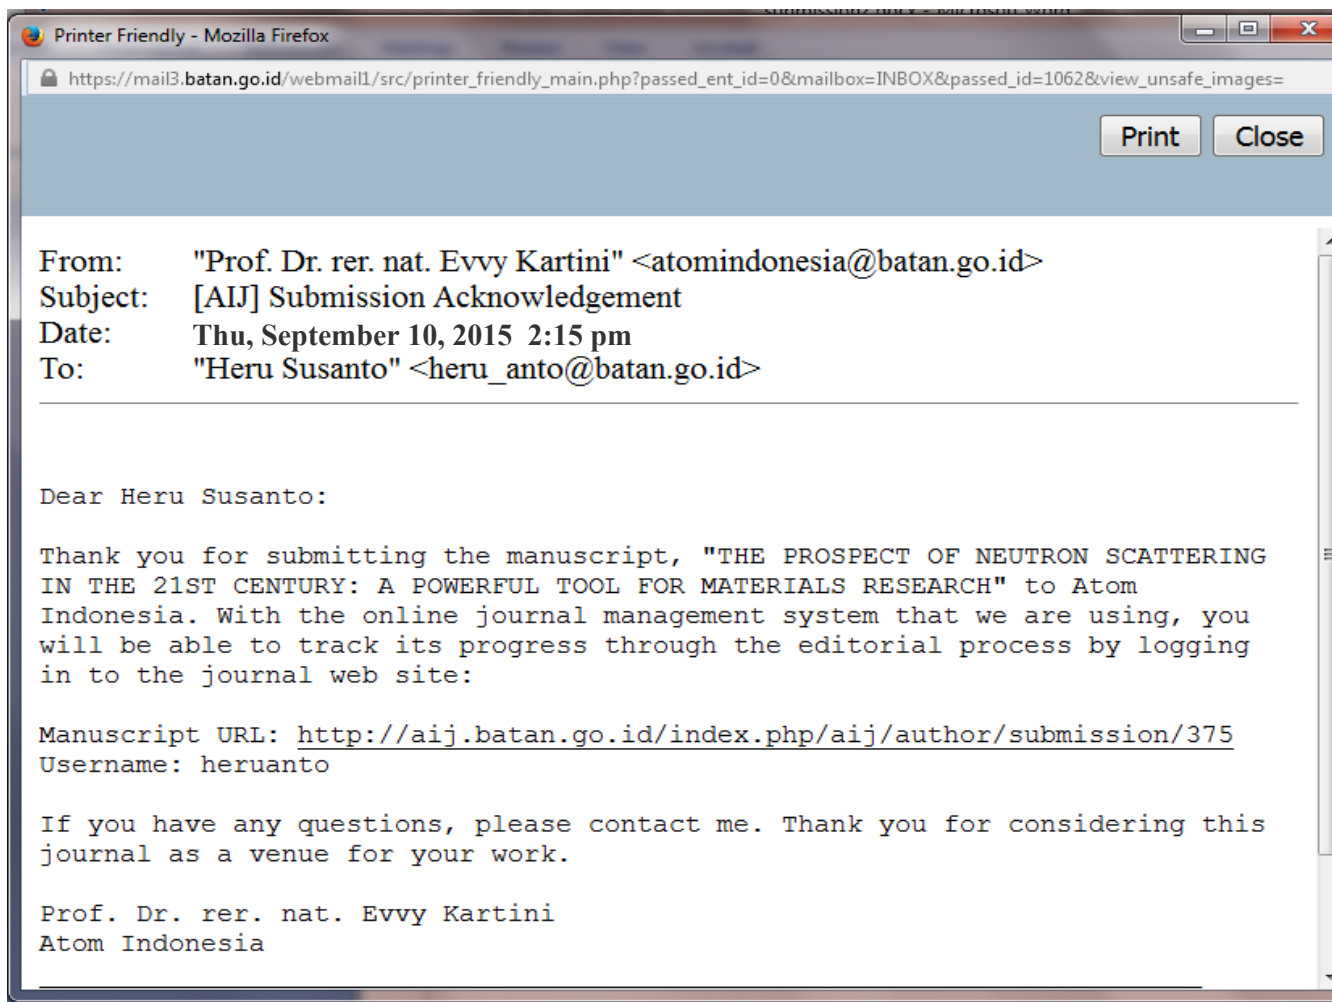 Printer Friendly - Mozilla Firefox
https://mail3.batan.go.id/webmail1/src/printer_friendly_main.php?passed_ent_id=0&mailbox=INBOX&passed_id=1062&view_unsafe_images=
Print Close
From: "Prof. Dr. rer. nat. Evvy Kartini" <atomindonesia@batan.go.id>
Subject: [AIJ] Submission Acknowledgement
Date: Thu, September 10, 2015 2:15 pm
To: "Heru Susanto" <heru_anto@batan.go.id>
Dear Heru Susanto:
Thank you for submitting the manuscript, "THE PROSPECT OF NEUTRON SCATTERING
IN THE 21ST CENTURY: A POWERFUL TOOL FOR MATERIALS RESEARCH" to Atom
Indonesia. With the online journal management system that we are using, you
will be able to track its progress through the editorial process by logging
in to the journal web site:
Manuscript URL: http://aij.batan.go.id/index.php/aij/author/submission/375
Username: heruanto
If you have any questions, please contact me. Thank you for considering this
journal as a venue for your work.
Prof. Dr. rer. nat. Evvy Kartini
Atom Indonesia